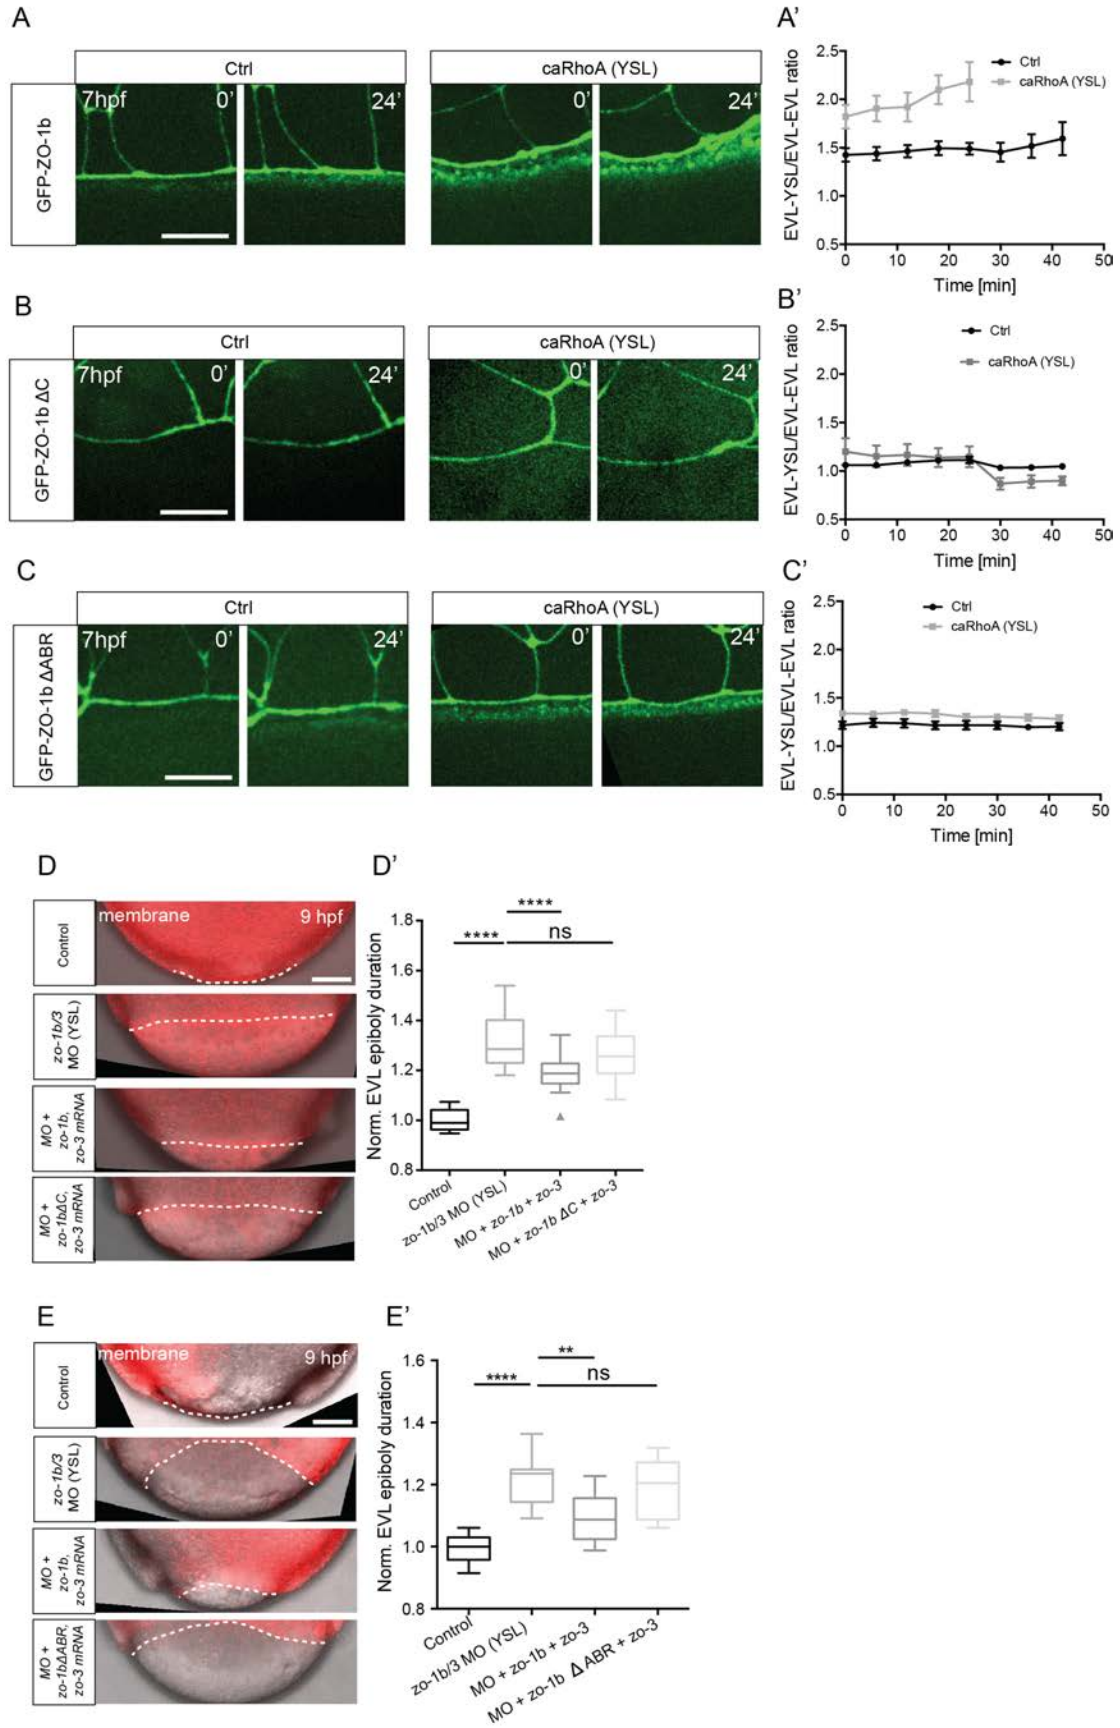 A
Ctrl
caRhoA (YSL)
GFP-ZO-1b
7hpf 0'
24'
0'
24'
A'
EVL-YSL/EVL-EVL ratio
2.5
2.0
1.5
1.0
0.5
Ctrl
caRhoA (YSL)
0 10 20 30 40 50
Time [min]
B
Ctrl
caRhoA (YSL)
GFP-ZO-1b ΔC
7hpf 0'
24'
0'
24'
B'
EVL-YSL/EVL-EVL ratio
2.5
2.0
1.5
1.0
0.5
Ctrl
caRhoA (YSL)
0 10 20 30 40 50
Time [min]
C
Ctrl
caRhoA (YSL)
GFP-ZO-1b ΔABR
7hpf 0'
24'
0'
24'
C'
EVL-YSL/EVL-EVL ratio
2.5
2.0
1.5
1.0
0.5
Ctrl
caRhoA (YSL)
0 10 20 30 40 50
Time [min]
D
Control
membrane 9 hpf
zo-1b/3
MO (YSL)
MO +
zo-1b,
zo-3 mRNA
MO +
zo-1bΔC,
zo-3 mRNA
D'
Norm. EVL epiboly duration
1.8
1.6
1.4
1.2
1.0
0.8
****
****
ns
Control
zo-1b/3 MO (YSL)
MO + zo-1b + zo-3
MO + zo-1b ΔC + zo-3
E
Control
membrane 9 hpf
zo-1b/3
MO (YSL)
MO +
zo-1b,
zo-3 mRNA
MO +
zo-1bΔABR,
zo-3 mRNA
E'
Norm. EVL epiboly duration
1.6
1.4
1.2
1.0
0.8
**
****
ns
Control
zo-1b/3 MO (YSL)
MO + zo-1b + zo-3
MO + zo-1b Δ ABR + zo-3